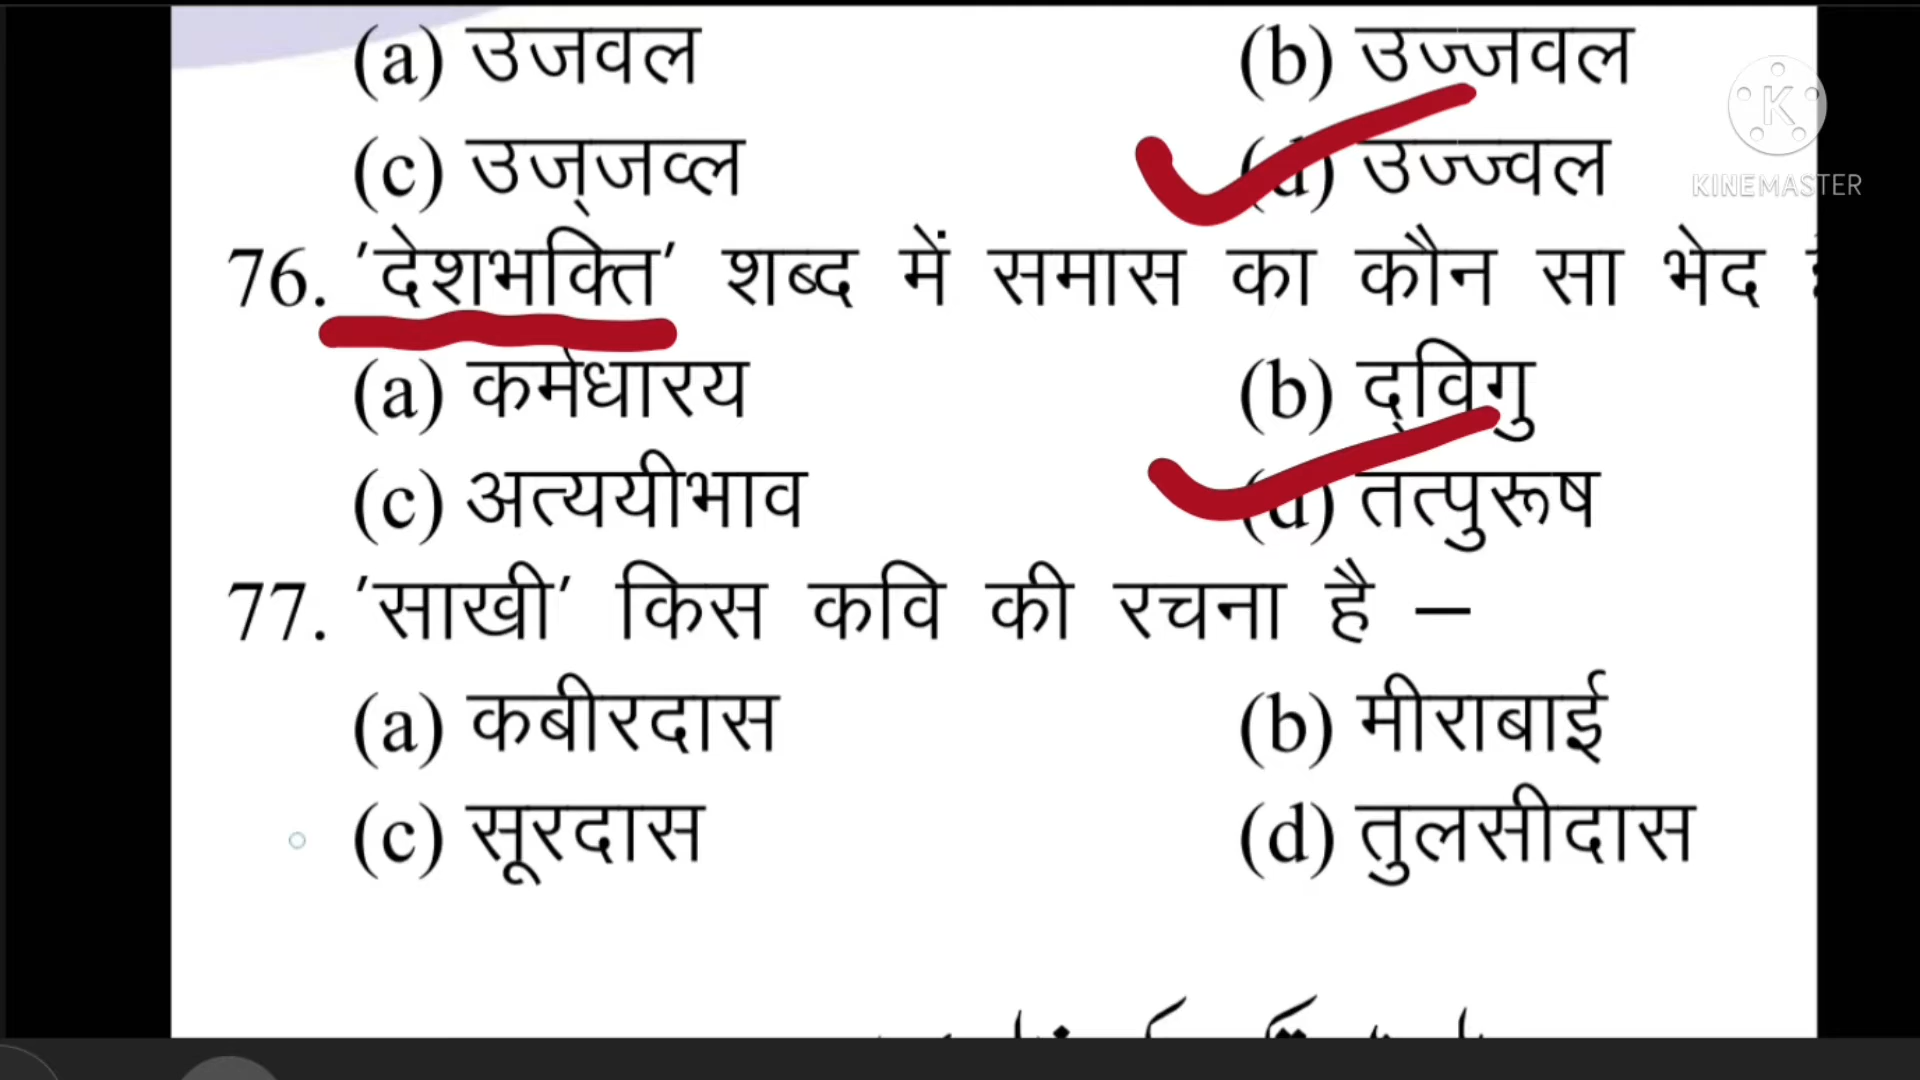 (a) उजवल (b) उज्जवल
(c) उज्जव्ल (d) उज्ज्वल
KINEMASTER
76. 'देशभक्ति' शब्द में समास का कौन सा भेद
(a) कर्मधारय (b) द्विगु
(c) अत्ययीभाव (d) तत्पुरूष
77. 'साखी' किस कवि की रचना है –
(a) कबीरदास (b) मीराबाई
(c) सूरदास (d) तुलसीदास